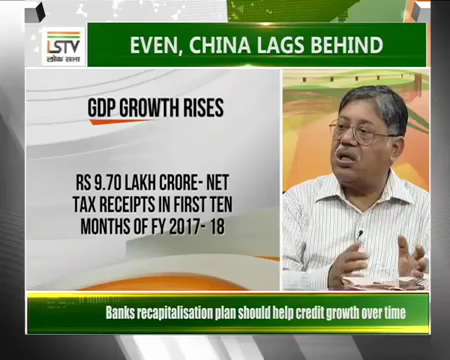 LSTV
लोक सभा
EVEN, CHINA LAGS BEHIND
GDP GROWTH RISES
RS 9.70 LAKH CRORE- NET
TAX RECEIPTS IN FIRST TEN
MONTHS OF FY 2017- 18
Banks recapitalisation plan should help credit growth over time